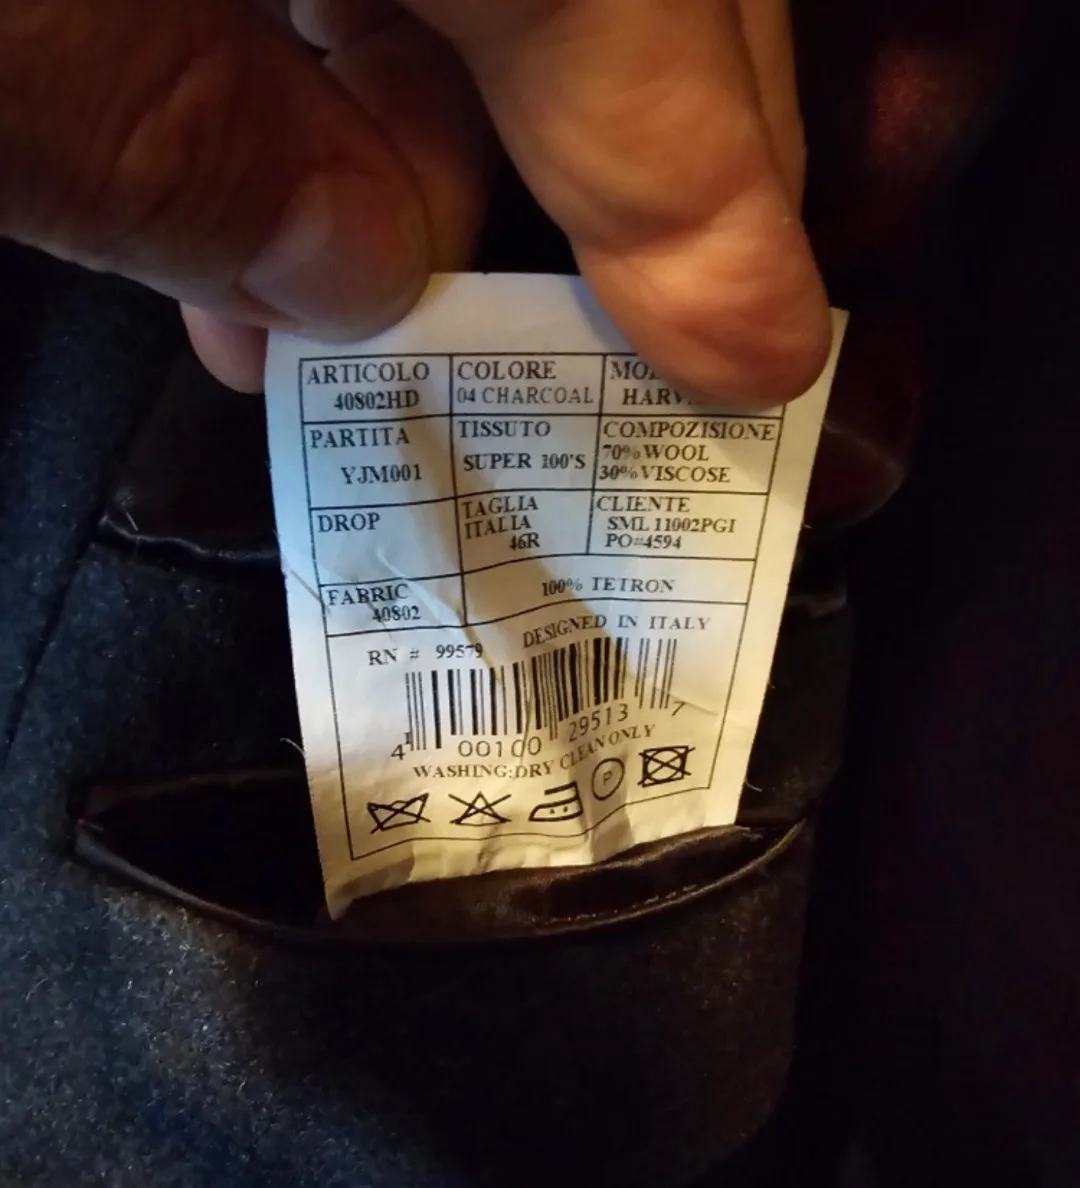 ARTICOLO
40802HD
COLORE
04 CHARCOAL
PARTITA
YJM001
TISSUTO
SUPER 100'S
COMPOZISIONE
70% WOOL
30% VISCOSE
DROP
TAGLIA
ITALIA
46R
CLIENTE
SML 11002PGI
PO#4594
FABRIC
40802
100% TETRON
RN # 99579
DESIGNED IN ITALY
4 00100 29513 7
WASHING:DRY CLEAN ONLY
P